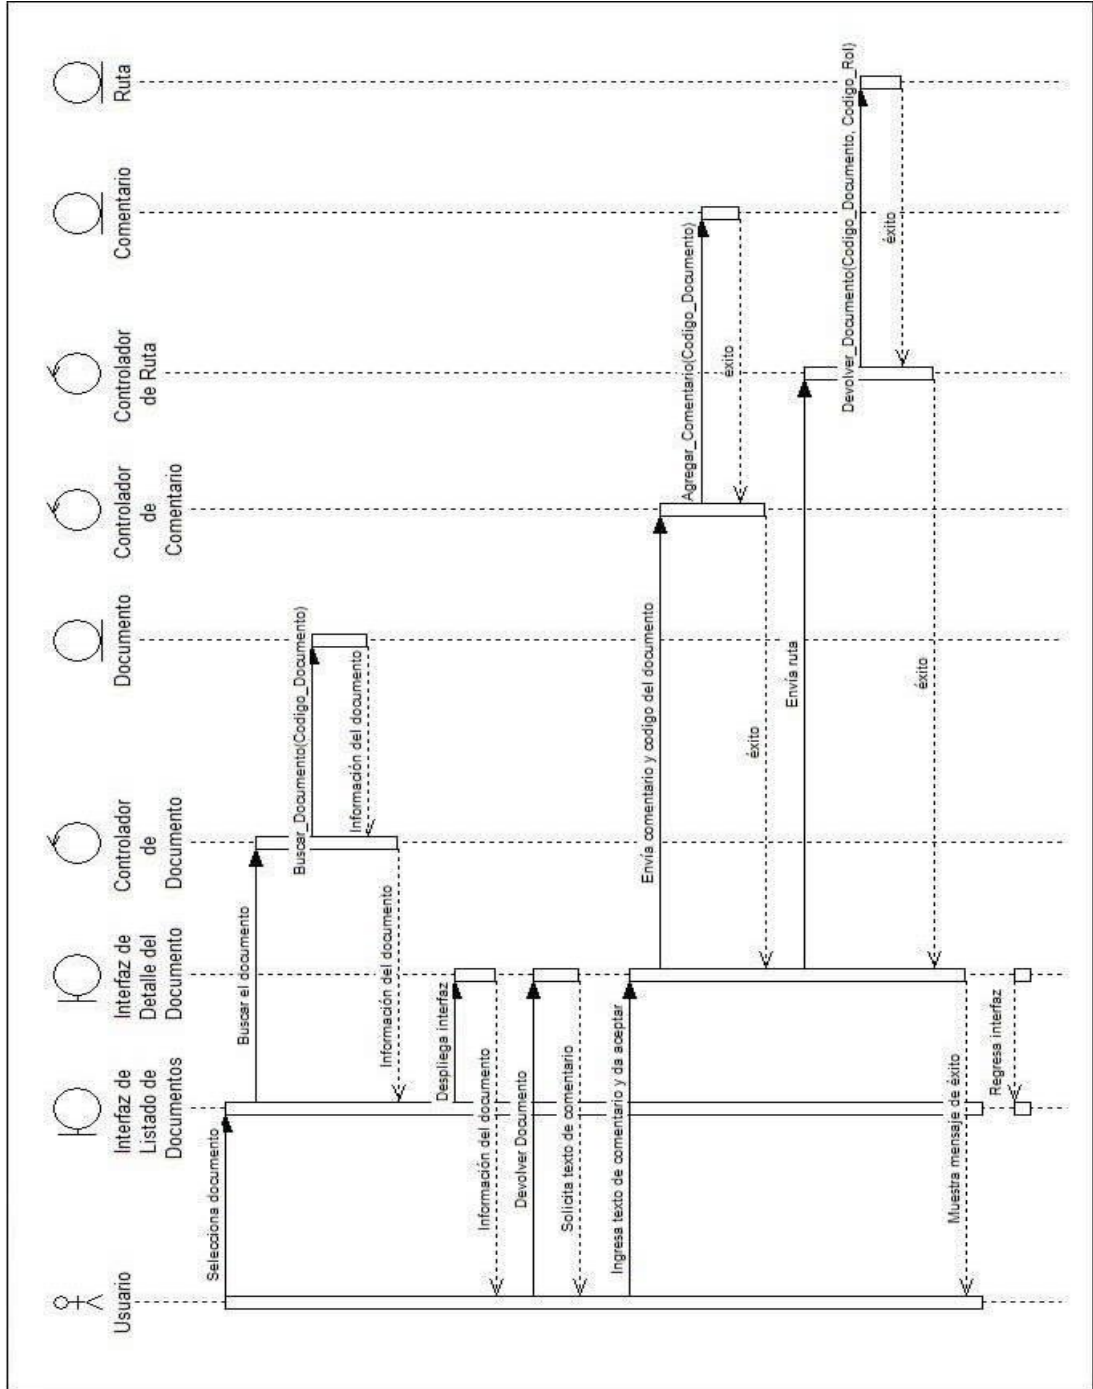 Usuario
Interfaz de
Listado de
Documentos
Interfaz de
Detalle del
Documento
Controlador
de
Documento
Documento
Controlador
de
Comentario
Controlador
de Ruta
Comentario
Ruta
Selecciona documento
Buscar el documento
Buscar_Documento(Codigo_Documento)
Información del documento
Información del documento
Despliega interfaz
Información del documento
Devolver Documento
Solicita texto de comentario
Ingresa texto de comentario y da aceptar
Envía comentario y codigo del documento
Agregar_Comentario(Codigo_Documento)
éxito
éxito
Envía ruta
Devolver_Documento(Codigo_Documento, Codigo_Rol)
éxito
éxito
Muestra mensaje de éxito
Regresa interfaz